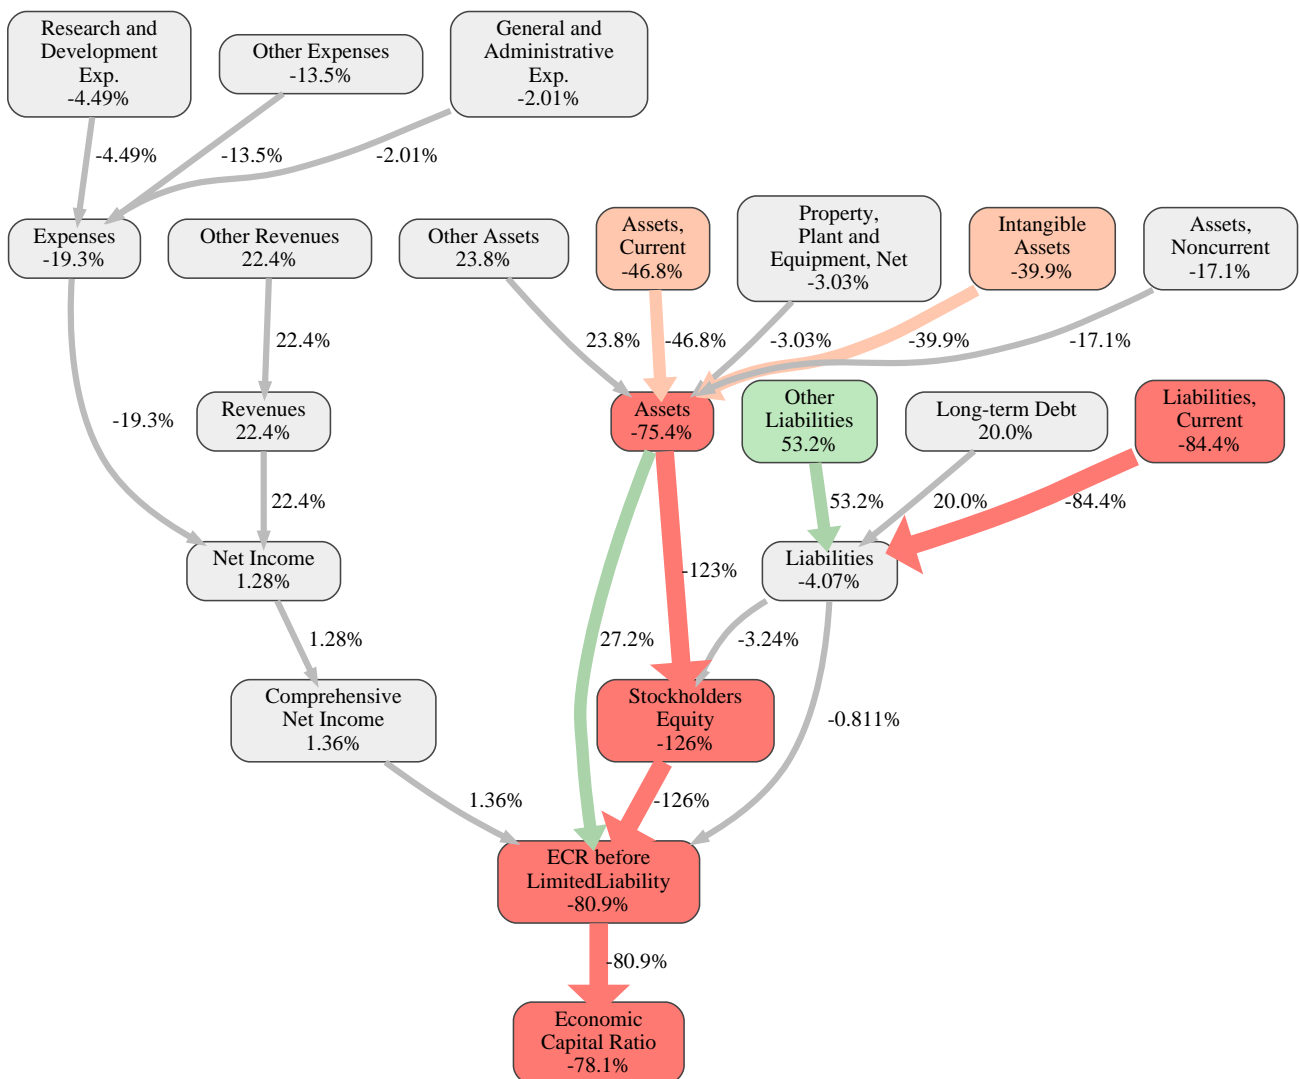 Research and
Development
Exp.
-4.49%
Other Expenses
-13.5%
General and
Administrative
Exp.
-2.01%
-4.49%
-13.5%
-2.01%
Expenses
-19.3%
Other Revenues
22.4%
Other Assets
23.8%
Assets,
Current
-46.8%
Property,
Plant and
Equipment, Net
-3.03%
Intangible
Assets
-39.9%
Assets,
Noncurrent
-17.1%
22.4%
23.8%
-46.8%
-3.03%
-39.9%
-17.1%
-19.3%
Revenues
22.4%
Assets
-75.4%
Other
Liabilities
53.2%
Long-term Debt
20.0%
Liabilities,
Current
-84.4%
22.4%
53.2%
20.0%
-84.4%
Net Income
1.28%
-123%
Liabilities
-4.07%
1.28%
27.2%
-3.24%
Comprehensive
Net Income
1.36%
Stockholders
Equity
-126%
-0.811%
1.36%
-126%
ECR before
LimitedLiability
-80.9%
-80.9%
Economic
Capital Ratio
-78.1%